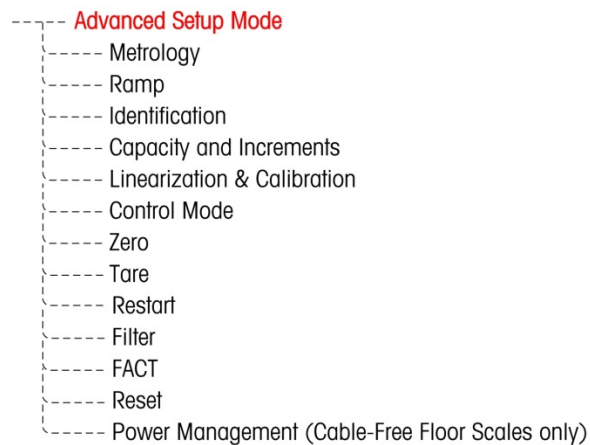 Advanced Setup Mode
Metrology
Ramp
Identification
Capacity and Increments
Linearization & Calibration
Control Mode
Zero
Tare
Restart
Filter
FACT
Reset
Power Management (Cable-Free Floor Scales only)